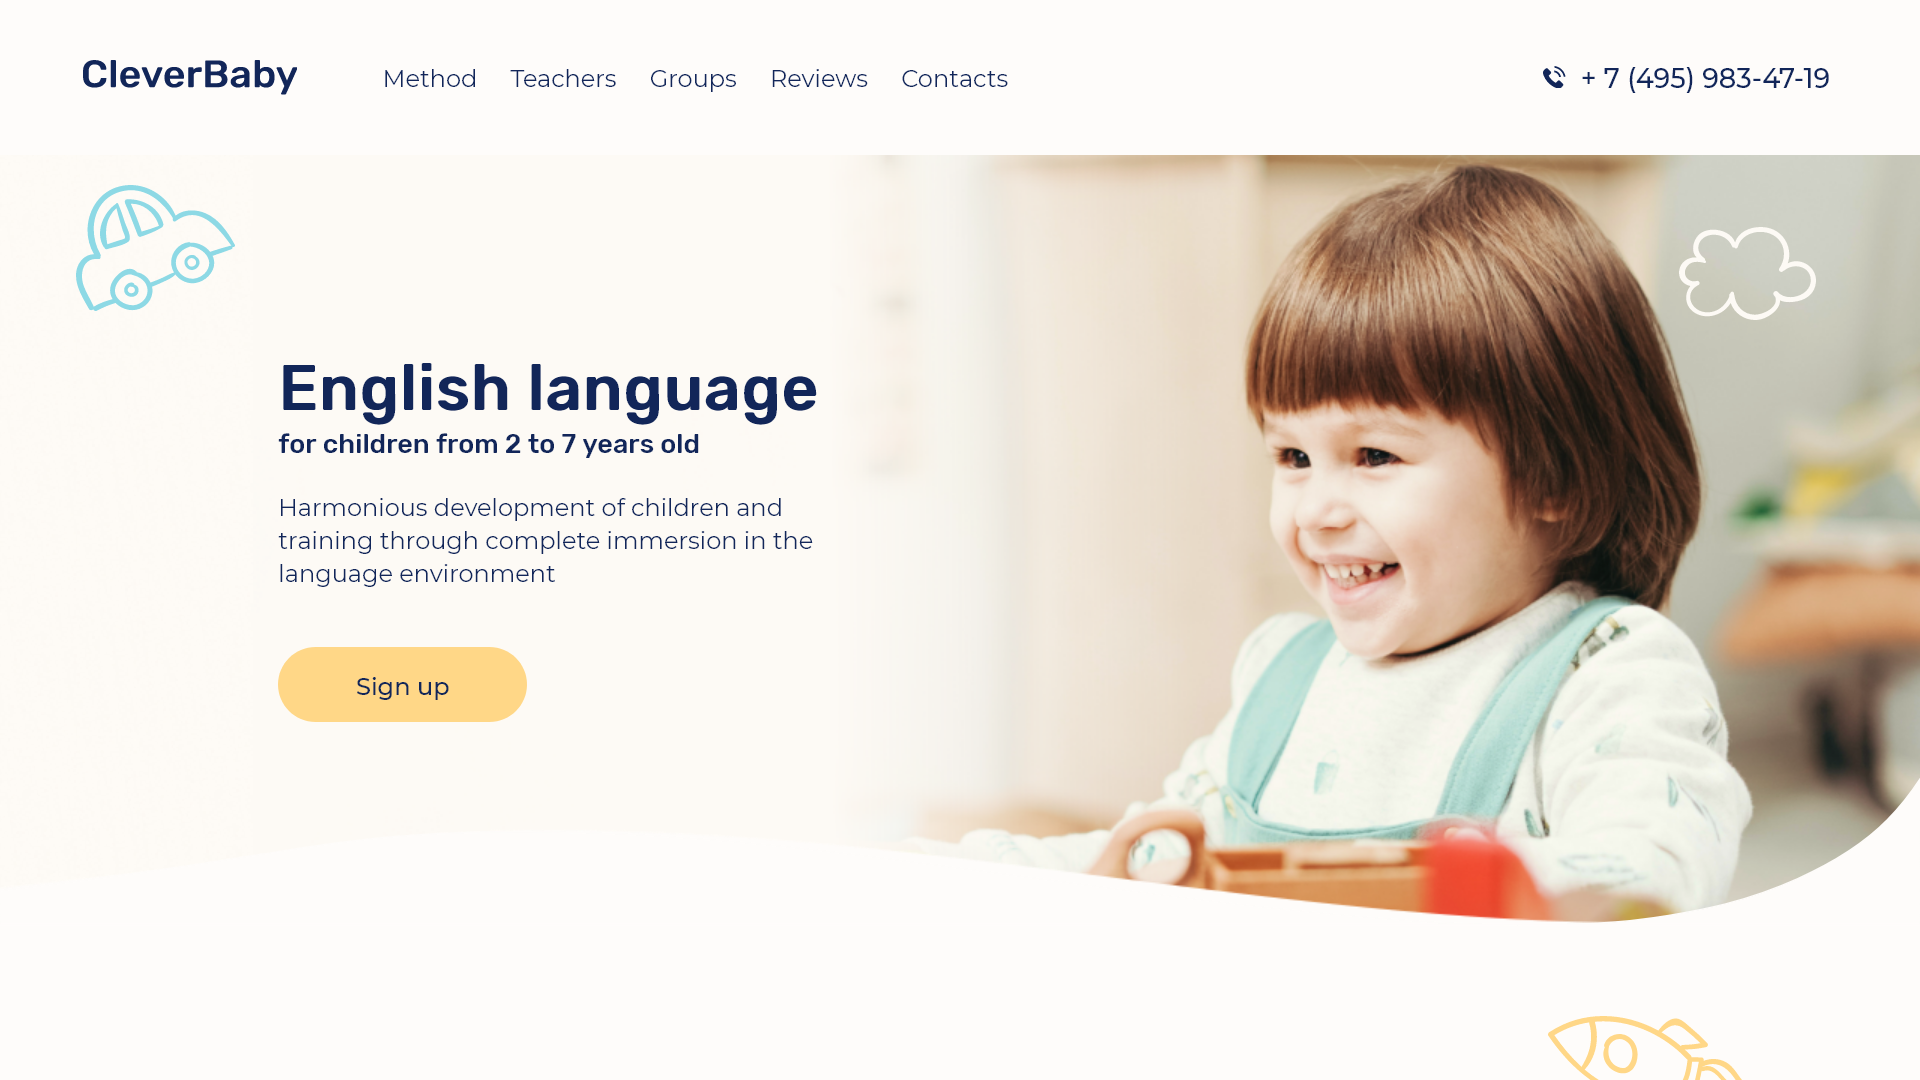 CleverBaby
Method Teachers Groups Reviews Contacts
+ 7 (495) 983-47-19
English language
for children from 2 to 7 years old
Harmonious development of children and
training through complete immersion in the
language environment
Sign up